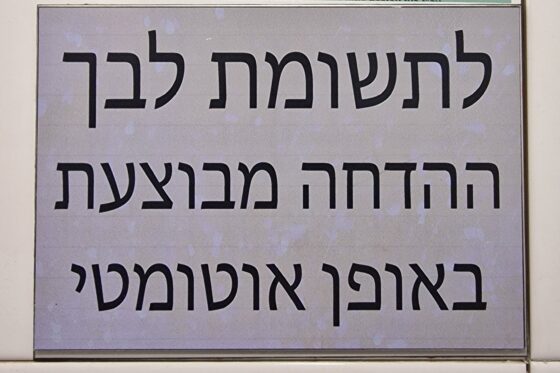 לתשומת לבך
ההדחה מבוצעת
באופן אוטומטי